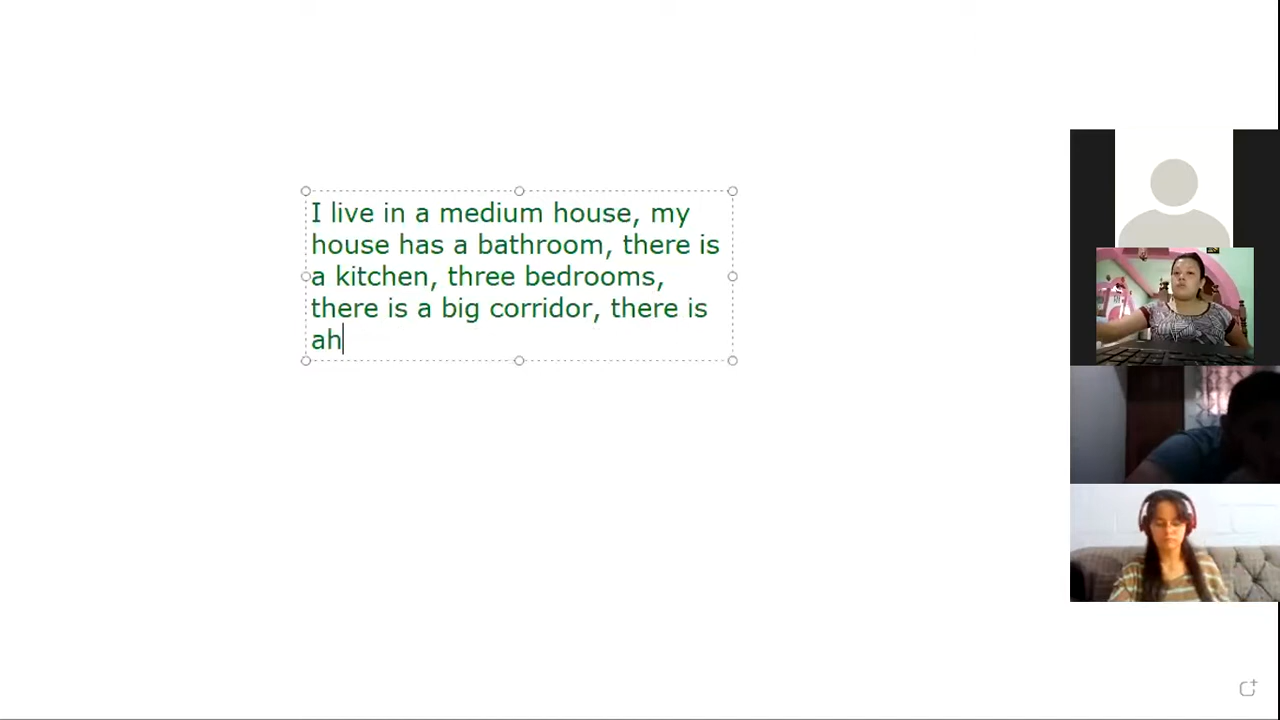 I live in a medium house, my
house has a bathroom, there is
a kitchen, three bedrooms,
there is a big corridor, there is
ah